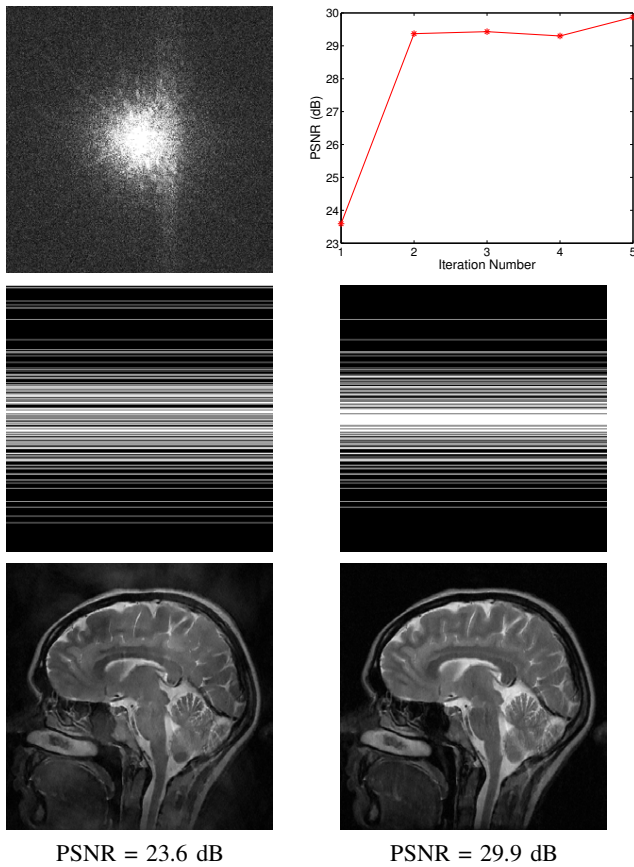 30
29
28
27
26
25
24
23
PSNR (dB)
1 2 3 4 5
Iteration Number
PSNR = 23.6 dB
PSNR = 29.9 dB